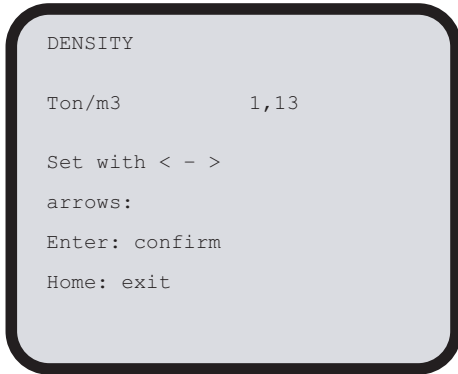 DENSITY
Ton/m3 1,13
Set with < - >
arrows:
Enter: confirm
Home: exit